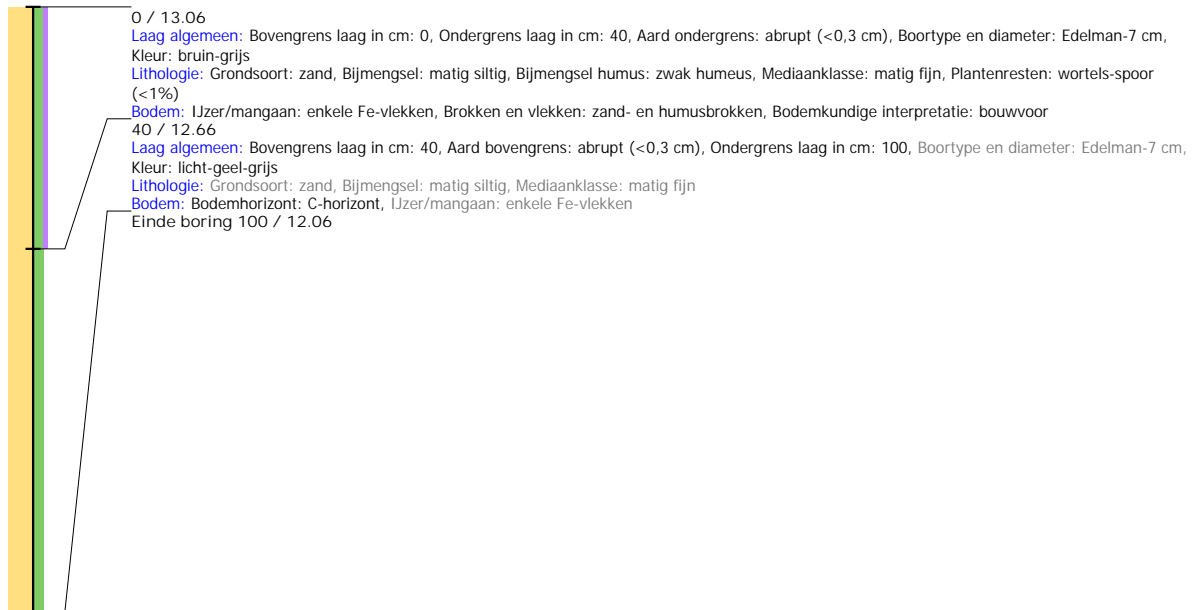 0 / 13.06
Laag algemeen: Bovengrens laag in cm: 0, Ondergrens laag in cm: 40, Aard ondergrens: abrupt (<0,3 cm), Boortype en diameter: Edelman-7 cm,
Kleur: bruin-grijs
Lithologie: Grondsoort: zand, Bijmengsel: matig siltig, Bijmengsel humus: zwak humeus, Mediaanklasse: matig fijn, Plantenresten: wortels-spoor
(<1%)
Bodem: IJzer/mangaan: enkele Fe-vlekken, Brokken en vlekken: zand- en humusbrokken, Bodemkundige interpretatie: bouwvoor
40 / 12.66
Laag algemeen: Bovengrens laag in cm: 40, Aard bovengrens: abrupt (<0,3 cm), Ondergrens laag in cm: 100, Boortype en diameter: Edelman-7 cm,
Kleur: licht-geel-grijs
Lithologie: Grondsoort: zand, Bijmengsel: matig siltig, Mediaanklasse: matig fijn
Bodem: Bodemhorizont: C-horizont, IJzer/mangaan: enkele Fe-vlekken
Einde boring 100 / 12.06